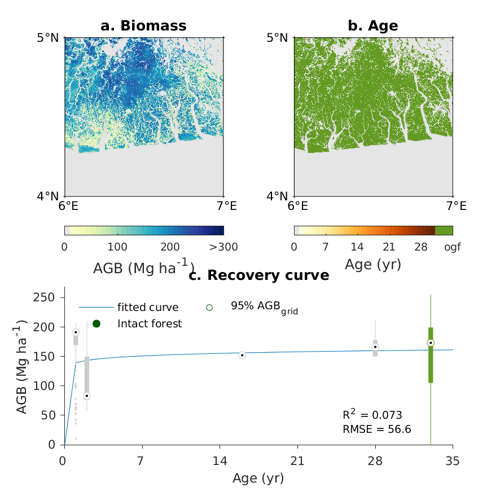 a. Biomass
b. Age
5°N
4°N
6°E
7°E
5°N
4°N
6°E
7°E
0 100 200 >300
AGB (Mg ha⁻¹)
0 7 14 21 28 ogf
Age (yr)
c. Recovery curve
fitted curve
Intact forest
95% AGB_grid
250
200
150
100
50
0
AGB (Mg ha⁻¹)
R² = 0.073
RMSE = 56.6
0 7 14 21 28 35
Age (yr)